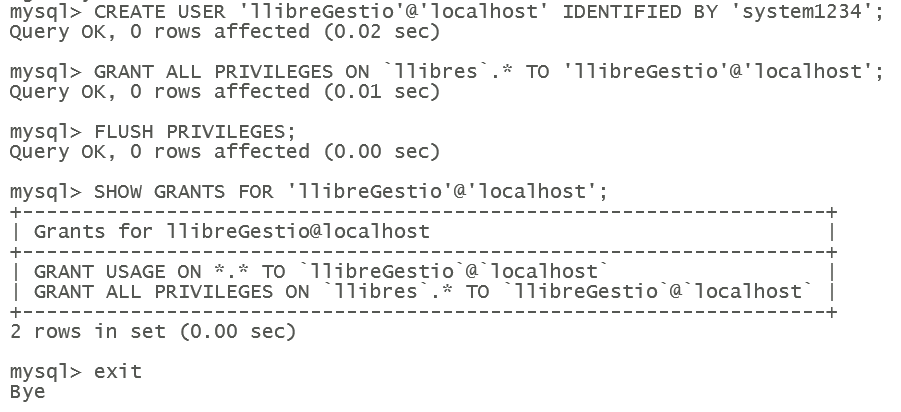 mysql> CREATE USER 'llibreGestio'@'localhost' IDENTIFIED BY 'system1234';
Query OK, 0 rows affected (0.02 sec)

mysql> GRANT ALL PRIVILEGES ON `llibres`.* TO 'llibreGestio'@'localhost';
Query OK, 0 rows affected (0.01 sec)

mysql> FLUSH PRIVILEGES;
Query OK, 0 rows affected (0.00 sec)

mysql> SHOW GRANTS FOR 'llibreGestio'@'localhost';
+-------------------------------------------------------------------+
| Grants for llibreGestio@localhost                                 |
+-------------------------------------------------------------------+
| GRANT USAGE ON *.* TO `llibreGestio`@`localhost`                  |
| GRANT ALL PRIVILEGES ON `llibres`.* TO `llibreGestio`@`localhost` |
+-------------------------------------------------------------------+
2 rows in set (0.00 sec)

mysql> exit
Bye